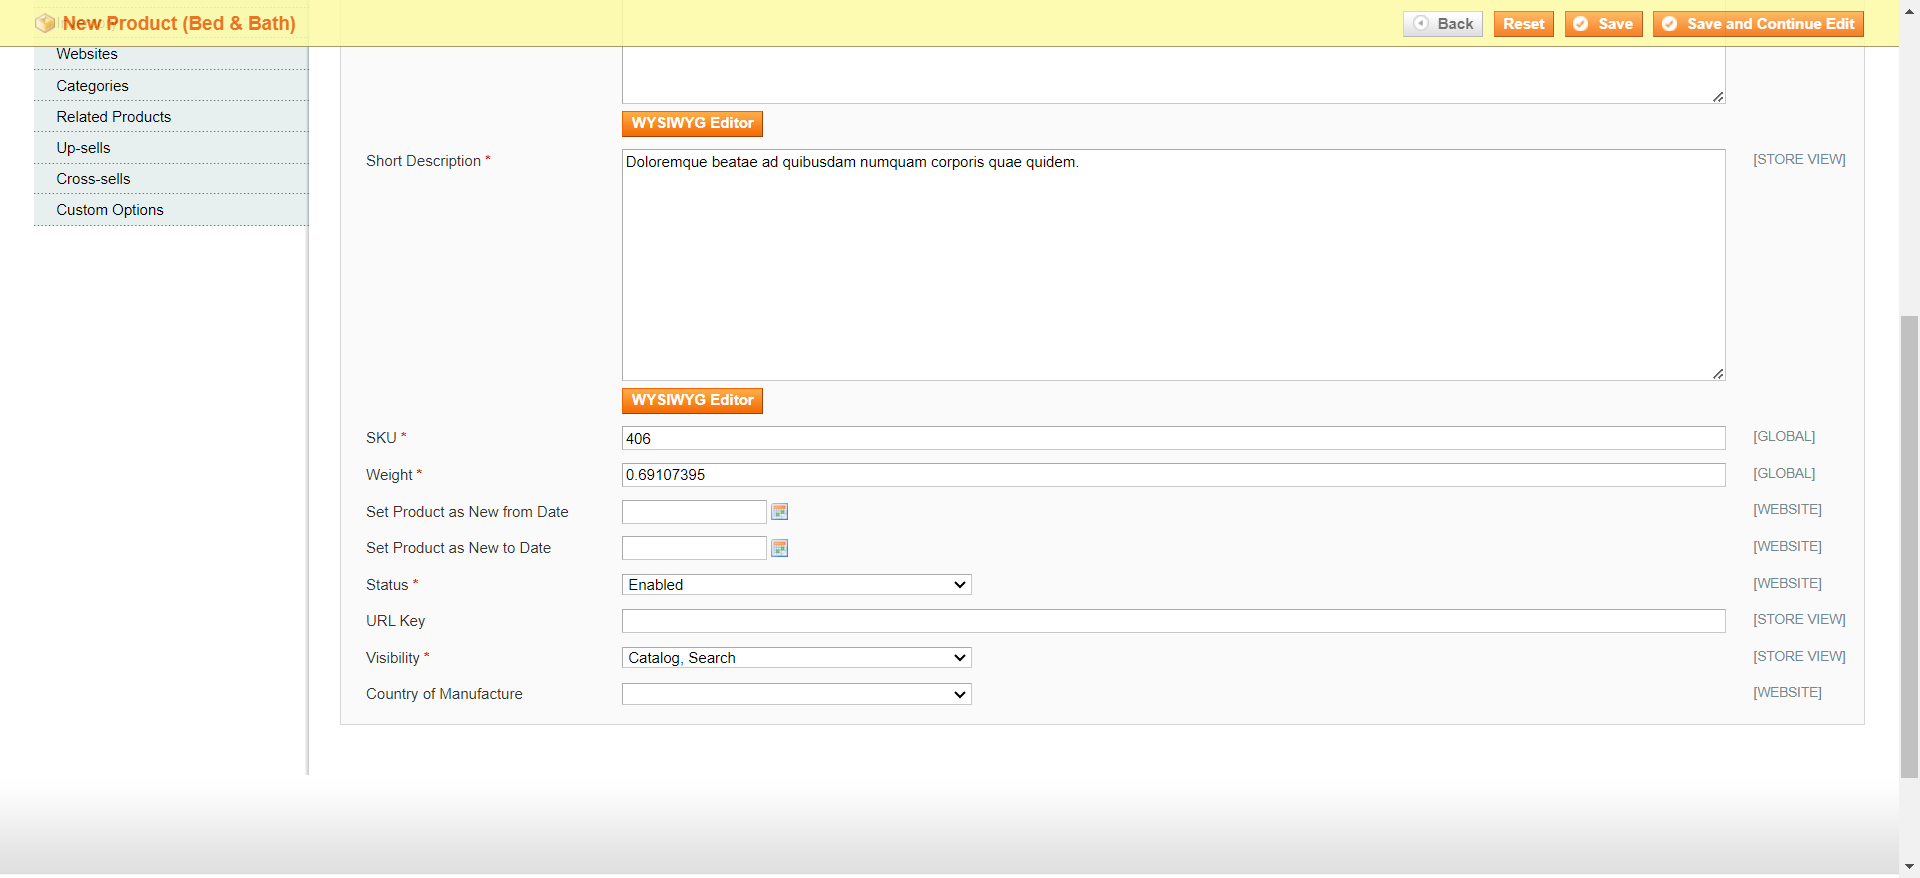 New Product (Bed & Bath)
Back
Reset
Save
Save and Continue Edit
Websites
Categories
Related Products
Up-sells
Cross-sells
Custom Options
WYSIWYG Editor
Short Description *
Doloremque beatae ad quibusdam numquam corporis quae quidem.
[STORE VIEW]
WYSIWYG Editor
SKU *
406
[GLOBAL]
Weight *
0.69107395
[GLOBAL]
Set Product as New from Date
[WEBSITE]
Set Product as New to Date
[WEBSITE]
Status *
Enabled
[WEBSITE]
URL Key
[STORE VIEW]
Visibility *
Catalog, Search
[STORE VIEW]
Country of Manufacture
[WEBSITE]